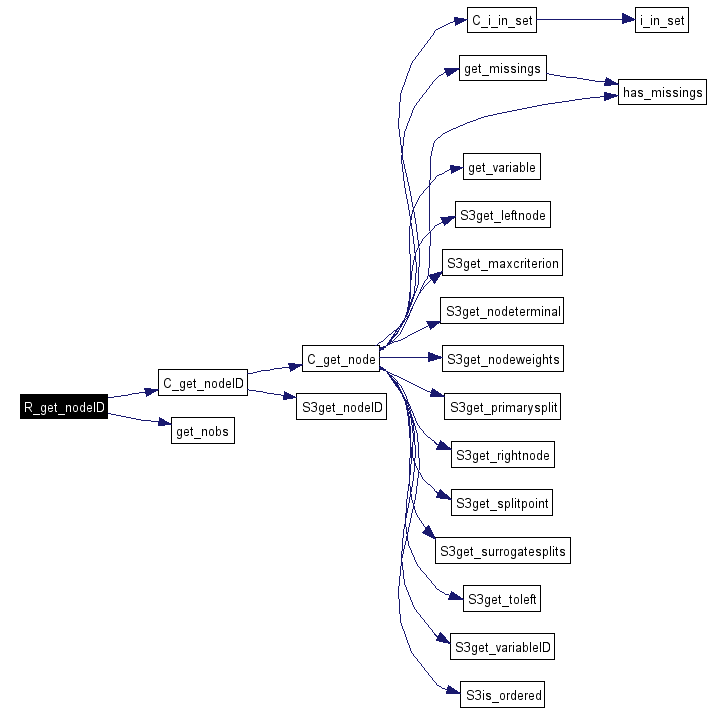 C_i_in_set
i_in_set
get_missings
has_missings
get_variable
S3get_leftnode
S3get_maxcriterion
S3get_nodeterminal
C_get_node
S3get_nodeweights
C_get_nodeID
R_get_nodeID
S3get_nodeID
S3get_primarysplit
get_nobs
S3get_rightnode
S3get_splitpoint
S3get_surrogatesplits
S3get_toleft
S3get_variableID
S3is_ordered